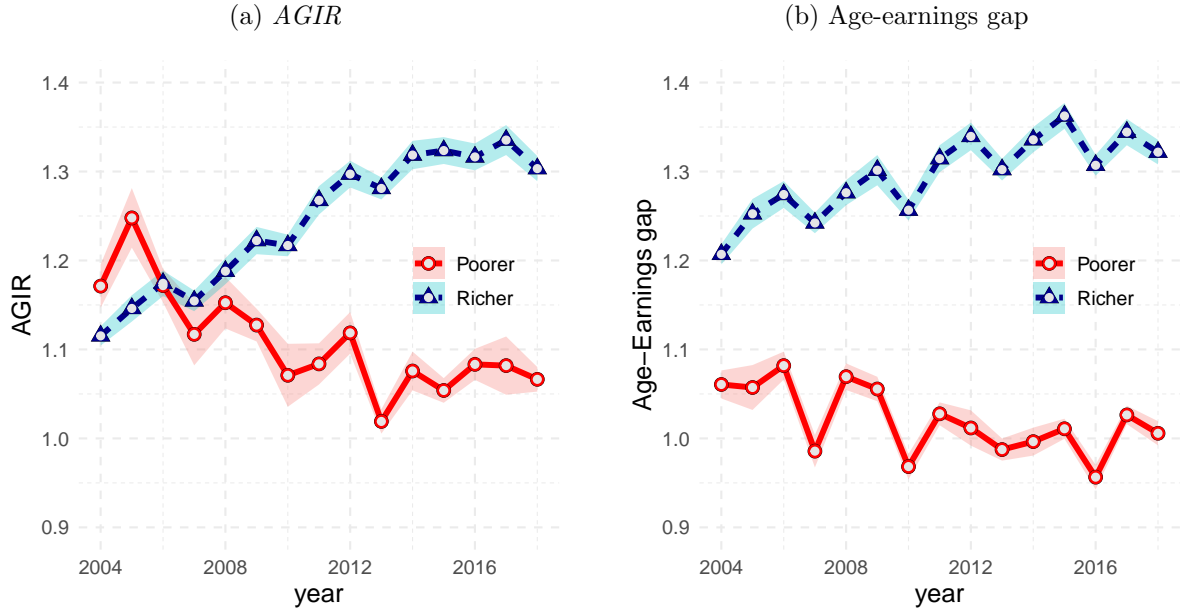 (a) AGIR
1.4
1.3
1.2
1.1
1.0
0.9
AGIR
Poorer
Richer
2004 2008 2012 2016
year
(b) Age-earnings gap
1.4
1.3
1.2
1.1
1.0
0.9
Age−Earnings gap
Poorer
Richer
2004 2008 2012 2016
year